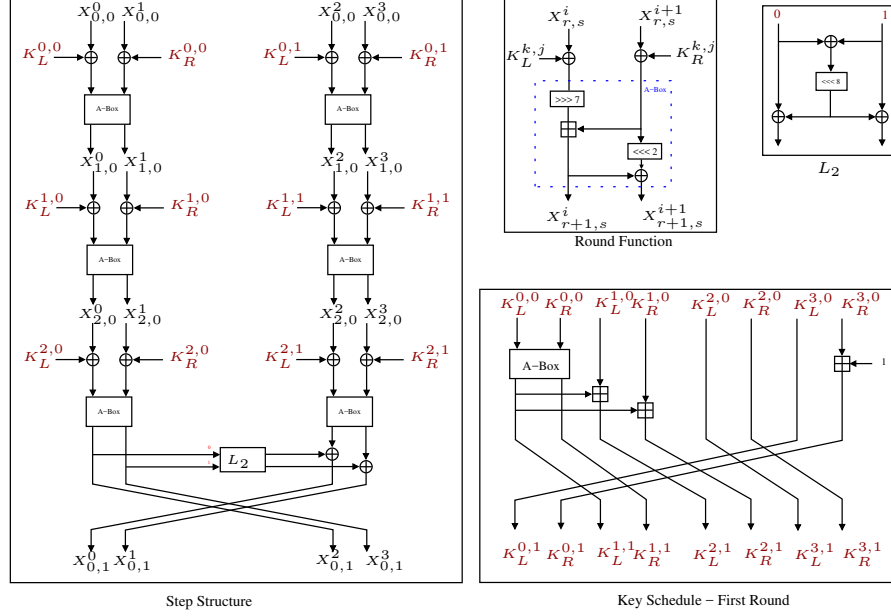 X^0_{0,0} X^1_{0,0} X^2_{0,0} X^3_{0,0}
K_L^{0,0} K_R^{0,0} K_L^{0,1} K_R^{0,1}
A−Box A−Box
X^0_{1,0} X^1_{1,0} X^2_{1,0} X^3_{1,0}
K_L^{1,0} K_R^{1,0} K_L^{1,1} K_R^{1,1}
A−Box A−Box
X^0_{2,0} X^1_{2,0} X^2_{2,0} X^3_{2,0}
K_L^{2,0} K_R^{2,0} K_L^{2,1} K_R^{2,1}
A−Box A−Box
L_2
X^0_{0,1} X^1_{0,1} X^2_{0,1} X^3_{0,1}
Step Structure
X^i_{r,s} X^{i+1}_{r,s}
K_L^{k,j} K_R^{k,j}
A−Box
>>> 7
<<< 2
X^i_{r+1,s} X^{i+1}_{r+1,s}
Round Function
0 1
<<< 8
L_2
K_L^{0,0} K_R^{0,0} K_L^{1,0} K_R^{1,0} K_L^{2,0} K_R^{2,0} K_L^{3,0} K_R^{3,0}
A−Box
1
K_L^{0,1} K_R^{0,1} K_L^{1,1} K_R^{1,1} K_L^{2,1} K_R^{2,1} K_L^{3,1} K_R^{3,1}
Key Schedule − First Round